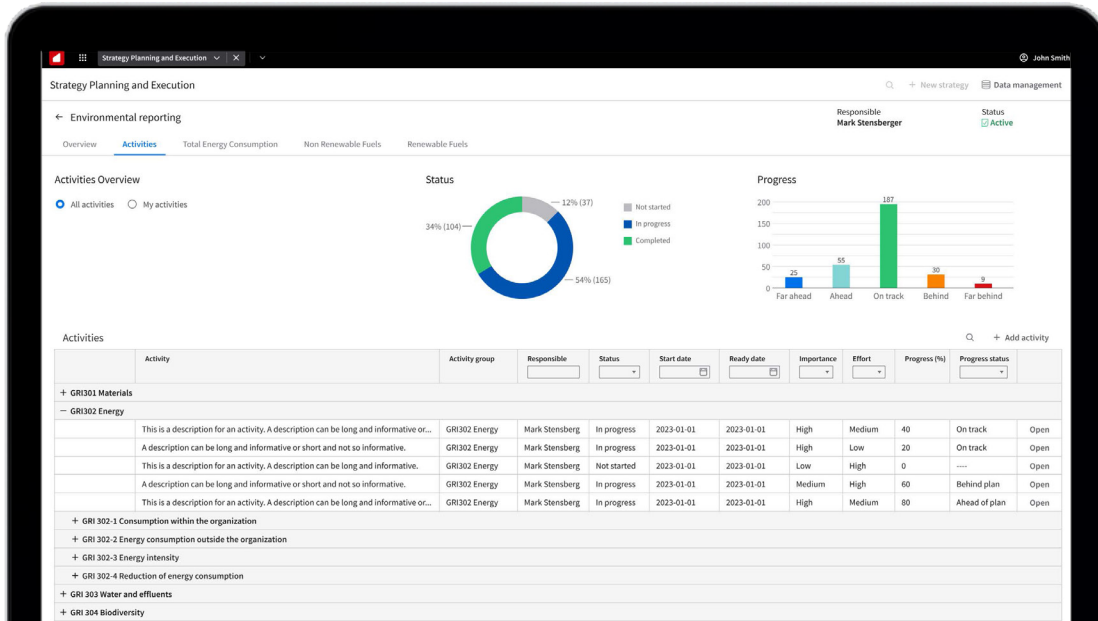 Strategy Planning and Execution
John Smith
Strategy Planning and Execution
+ New strategy Data management
Environmental reporting
Responsible
Mark Stensberger
Status
Active
Overview Activities Total Energy Consumption Non Renewable Fuels Renewable Fuels
Activities Overview
All activities My activities
Status
12% (37)
34% (104)
54% (165)
Not started
In progress
Completed
Progress
200
150
100
50
0
25
55
187
30
9
Far ahead Ahead On track Behind Far behind
Activities
+ Add activity
Activity Activity group Responsible Status Start date Ready date Importance Effort Progress (%) Progress status
+ GRI301 Materials
− GRI302 Energy
This is a description for an activity. A description can be long and informative or... GRI302 Energy Mark Stensberg In progress 2023-01-01 2023-01-01 High Medium 40 On track Open
A description can be long and informative or short and not so informative. GRI302 Energy Mark Stensberg In progress 2023-01-01 2023-01-01 High Low 20 On track Open
This is a description for an activity. A description can be long and informative. GRI302 Energy Mark Stensberg Not started 2023-01-01 2023-01-01 Low High 0 ---- Open
A description can be long and informative or short and not so informative. GRI302 Energy Mark Stensberg In progress 2023-01-01 2023-01-01 Medium High 60 Behind plan Open
This is a description for an activity. A description can be long and informative or... GRI302 Energy Mark Stensberg In progress 2023-01-01 2023-01-01 High Medium 80 Ahead of plan Open
+ GRI 302-1 Consumption within the organization
+ GRI 302-2 Energy consumption outside the organization
+ GRI 302-3 Energy intensity
+ GRI 302-4 Reduction of energy consumption
+ GRI 303 Water and effluents
+ GRI 304 Biodiversity